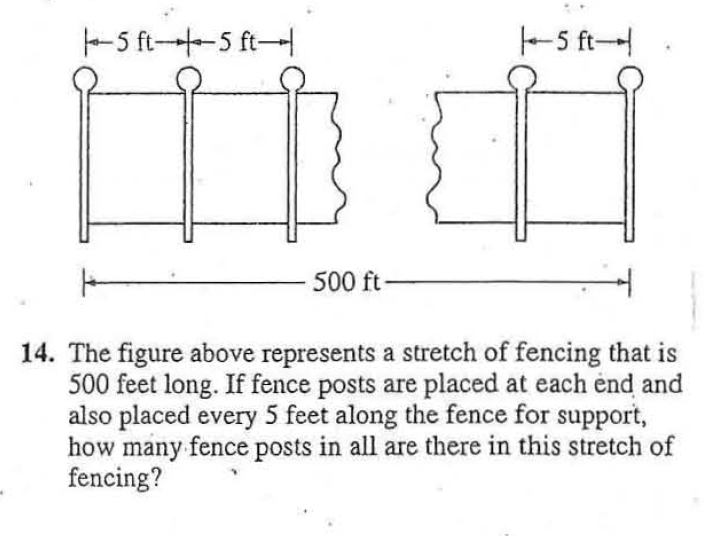 5 ft 5 ft 5 ft
500 ft
14. The figure above represents a stretch of fencing that is
500 feet long. If fence posts are placed at each end and
also placed every 5 feet along the fence for support,
how many fence posts in all are there in this stretch of
fencing?